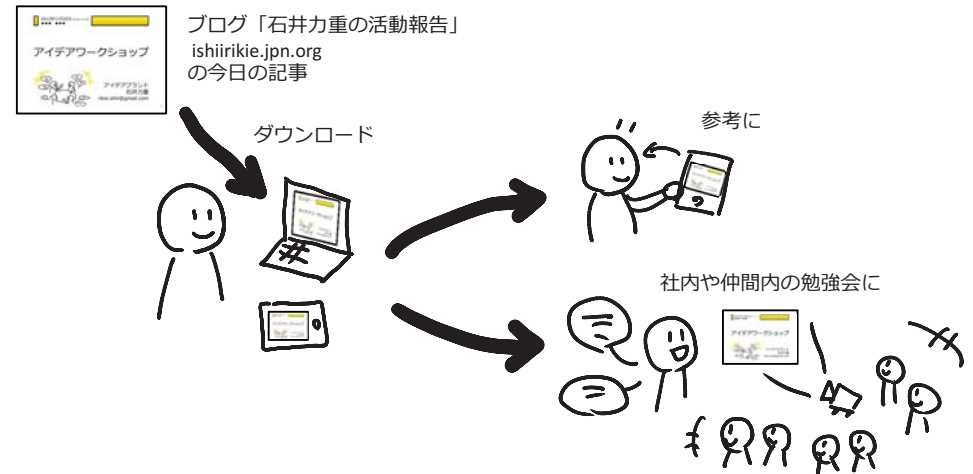 アイデアワークショップ
アイデアプラント
石井力重
ブログ「石井力重の活動報告」
ishiirikie.jpn.org
の今日の記事
ダウンロード
参考に
社内や仲間内の勉強会に
アイデアワークショップ